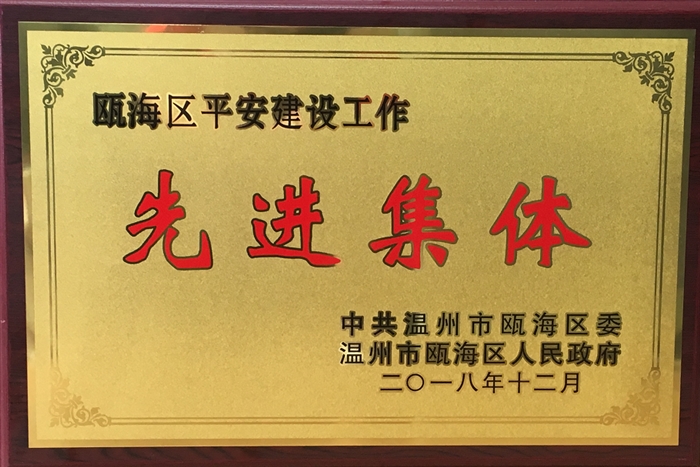 瓯海区平安建设工作
先进集体
中共温州市瓯海区委
温州市瓯海区人民政府
二〇一八年十二月